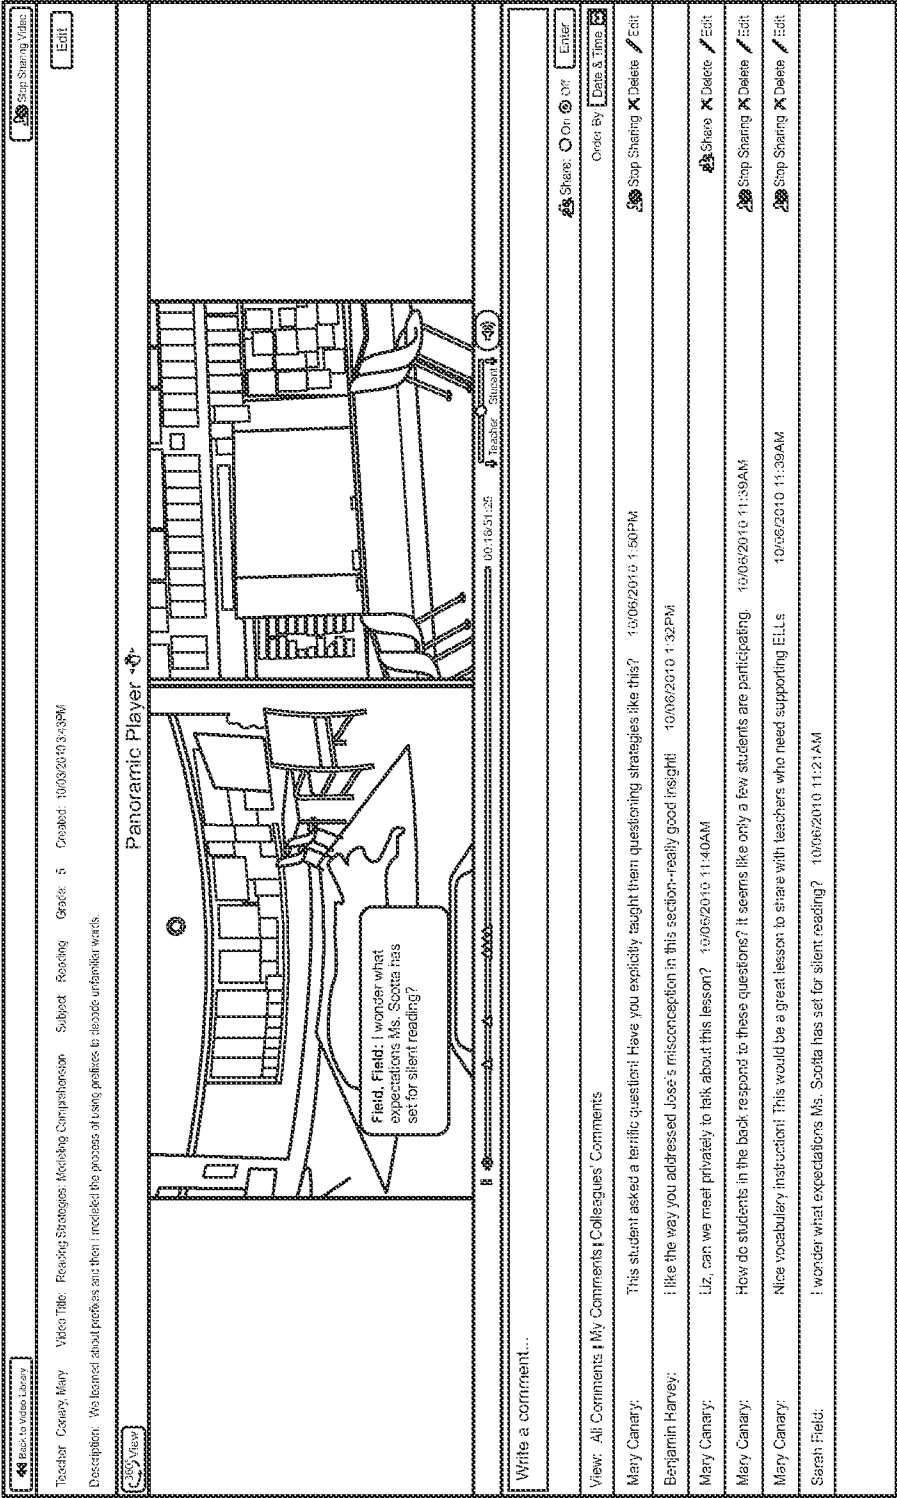 Back to Video Library Stop Sharing Video
Teacher Canary, Mary Video Title: Reading Strategies: Modeling Comprehension Subject Reading Grade: 5 Created: 10/03/2010 3:43PM Edit
Description: We learned about prefixes and then I modeled the process of using prefixes to decode unfamiliar words.
360° View Panoramic Player
Field, Field: I wonder what
expectations Ms. Scotta has
set for silent reading?
00:18/31:25 Teacher Student
Write a comment...
Share: On Off Enter
View: All Comments | My Comments | Colleagues' Comments Order By Date & Time
Mary Canary: This student asked a terrific question! Have you explicitly taught them questioning strategies like this? 10/06/2010 1:50PM Stop Sharing Delete Edit
Benjamin Harvey: I like the way you addressed Jose's misconception in this section--really good insight! 10/06/2010 1:32PM
Mary Canary: Liz, can we meet privately to talk about this lesson? 10/06/2010 11:40AM Share Delete Edit
Mary Canary: How do students in the back respond to these questions? It seems like only a few students are participating. 10/06/2010 11:39AM Stop Sharing Delete Edit
Mary Canary: Nice vocabulary instruction! This would be a great lesson to share with teachers who need supporting ELLs 10/06/2010 11:39AM Stop Sharing Delete Edit
Sarah Field: I wonder what expectations Ms. Scotta has set for silent reading? 10/06/2010 11:21AM